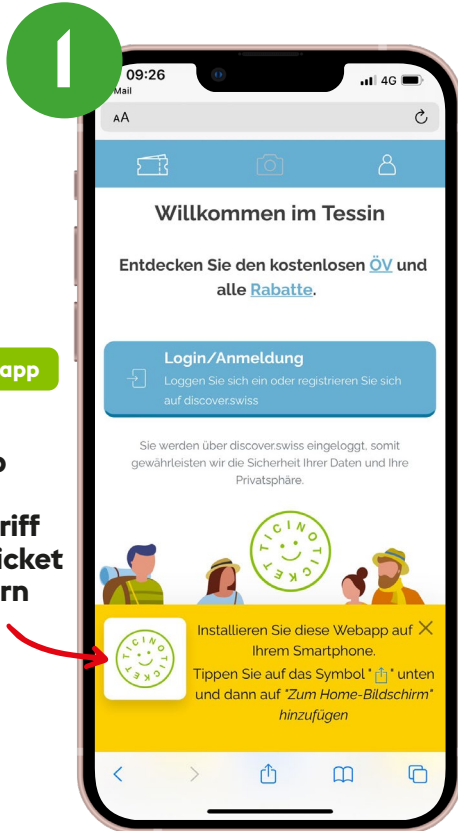 1
09:26
Mail
4G
AA
Willkommen im Tessin
Entdecken Sie den kostenlosen ÖV und
alle Rabatte.
Login/Anmeldung
Loggen Sie sich ein oder registrieren Sie sich
auf discover.swiss
Sie werden über discover.swiss eingeloggt, somit
gewährleisten wir die Sicherheit Ihrer Daten und Ihre
Privatsphäre.
TICINO TICKET
app
riff
icket
rn
TICINO TICKET
Installieren Sie diese Webapp auf
Ihrem Smartphone.
Tippen Sie auf das Symbol " " unten
und dann auf "Zum Home-Bildschirm"
hinzufügen